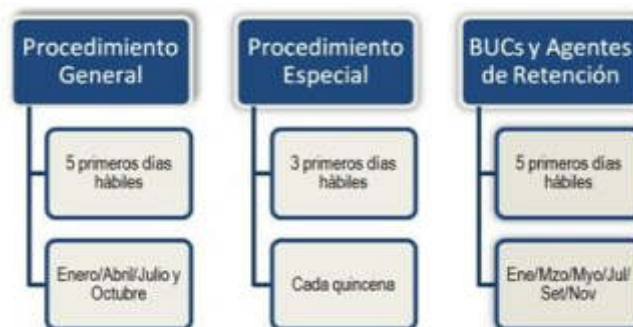 Procedimiento
General
5 primeros días
hábiles
Enero/Abril/Julio y
Octubre
Procedimiento
Especial
3 primeros días
hábiles
Cada quincena
BUCs y Agentes
de Retención
5 primeros días
hábiles
Ene/Mzo/Myo/Jul/
Set/Nov